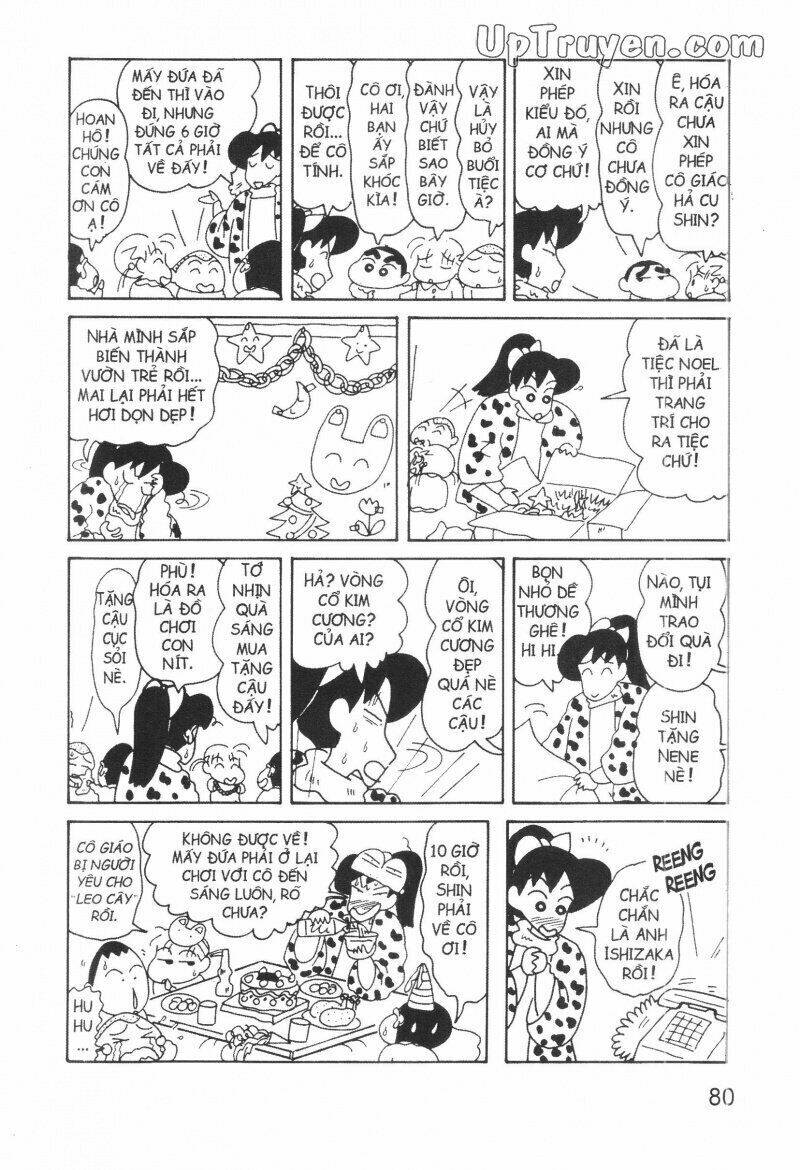 UpTruyen.com
Ê, HÓA
RA CẬU
CHƯA
XIN
PHÉP
CÔ GIÁO
HẢ CU
SHIN?
XIN
RỒI
NHƯNG
CÔ
CHƯA
ĐỒNG
Ý.
XIN
PHÉP
KIỂU ĐÓ,
AI MÀ
ĐỒNG Ý
CƠ CHỨ!
VẬY
LÀ
HỦY
BỎ
BUỔI
TIỆC
À?
ĐÀNH
VẬY
CHỨ
BIẾT
SAO
BÂY
GIỜ.
CÔ ƠI,
HAI
BẠN
ẤY
SẮP
KHÓC
KÌA!
THÔI
ĐƯỢC
RỒI...
ĐỂ CÔ
TÍNH.
MẤY ĐỨA ĐÃ
ĐẾN THÌ VÀO
ĐI, NHƯNG
ĐÚNG 6 GIỜ
TẤT CẢ PHẢI
VỀ ĐẤY!
HOAN
HÔ!
CHÚNG
CON
CÁM
ƠN CÔ
Ạ!
ĐÃ LÀ
TIỆC NOEL
THÌ PHẢI
TRANG
TRÍ CHO
RA TIỆC
CHỨ!
NHÀ MÌNH SẮP
BIẾN THÀNH
VƯỜN TRẺ RỒI...
MAI LẠI PHẢI HẾT
HƠI DỌN DẸP!
NÀO, TỤI
MÌNH
TRAO
ĐỔI QUÀ
ĐI!
SHIN
TẶNG
NENE
NÈ!
BỌN
NHỎ DỄ
THƯƠNG
GHÊ!
HI HI.
ÔI,
VÒNG
CỔ KIM
CƯƠNG
ĐẸP
QUÁ NÈ
CÁC
CẬU!
HẢ? VÒNG
CỔ KIM
CƯƠNG?
CỦA AI?
TỚ
NHỊN
QUÀ
SÁNG
MUA
TẶNG
CẬU
ĐẤY!
PHÙ!
HÓA RA
LÀ ĐỒ
CHƠI
CON
NÍT.
TẶNG
CẬU
CỤC
SỎI
NÈ.
REENG
REENG
CHẮC
CHẮN
LÀ ANH
ISHIZAKA
RỒI!
10 GIỜ
RỒI,
SHIN
PHẢI
VỀ CÔ
ƠI!
KHÔNG ĐƯỢC VỀ!
MẤY ĐỨA PHẢI Ở LẠI
CHƠI VỚI CÔ ĐẾN
SÁNG LUÔN, RÕ
CHƯA?
CÔ GIÁO
BỊ NGƯỜI
YÊU CHO
"LEO CÂY"
RỒI.
HU
HU
...
80